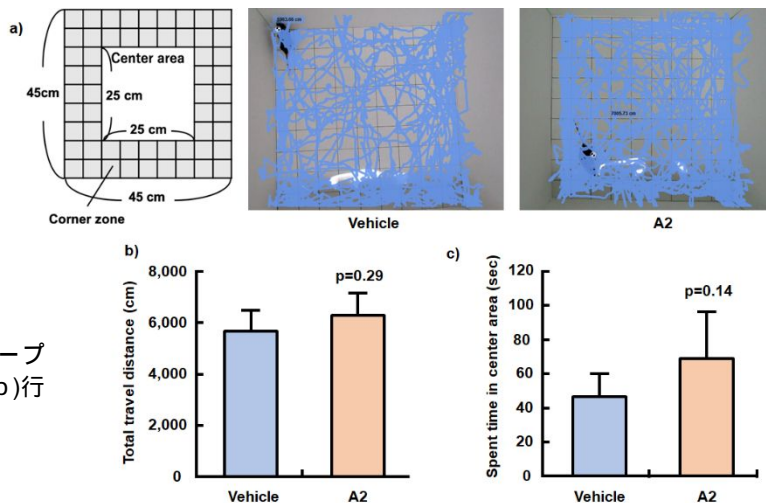 a)
Center area
45cm
25 cm
25 cm
45 cm
Corner zone
Vehicle
A2
b)
Total travel distance (cm)
8,000
6,000
4,000
2,000
0
p=0.29
Vehicle
A2
c)
Spent time in center area (sec)
120
100
80
60
40
20
0
p=0.14
Vehicle
A2
ープ
)行